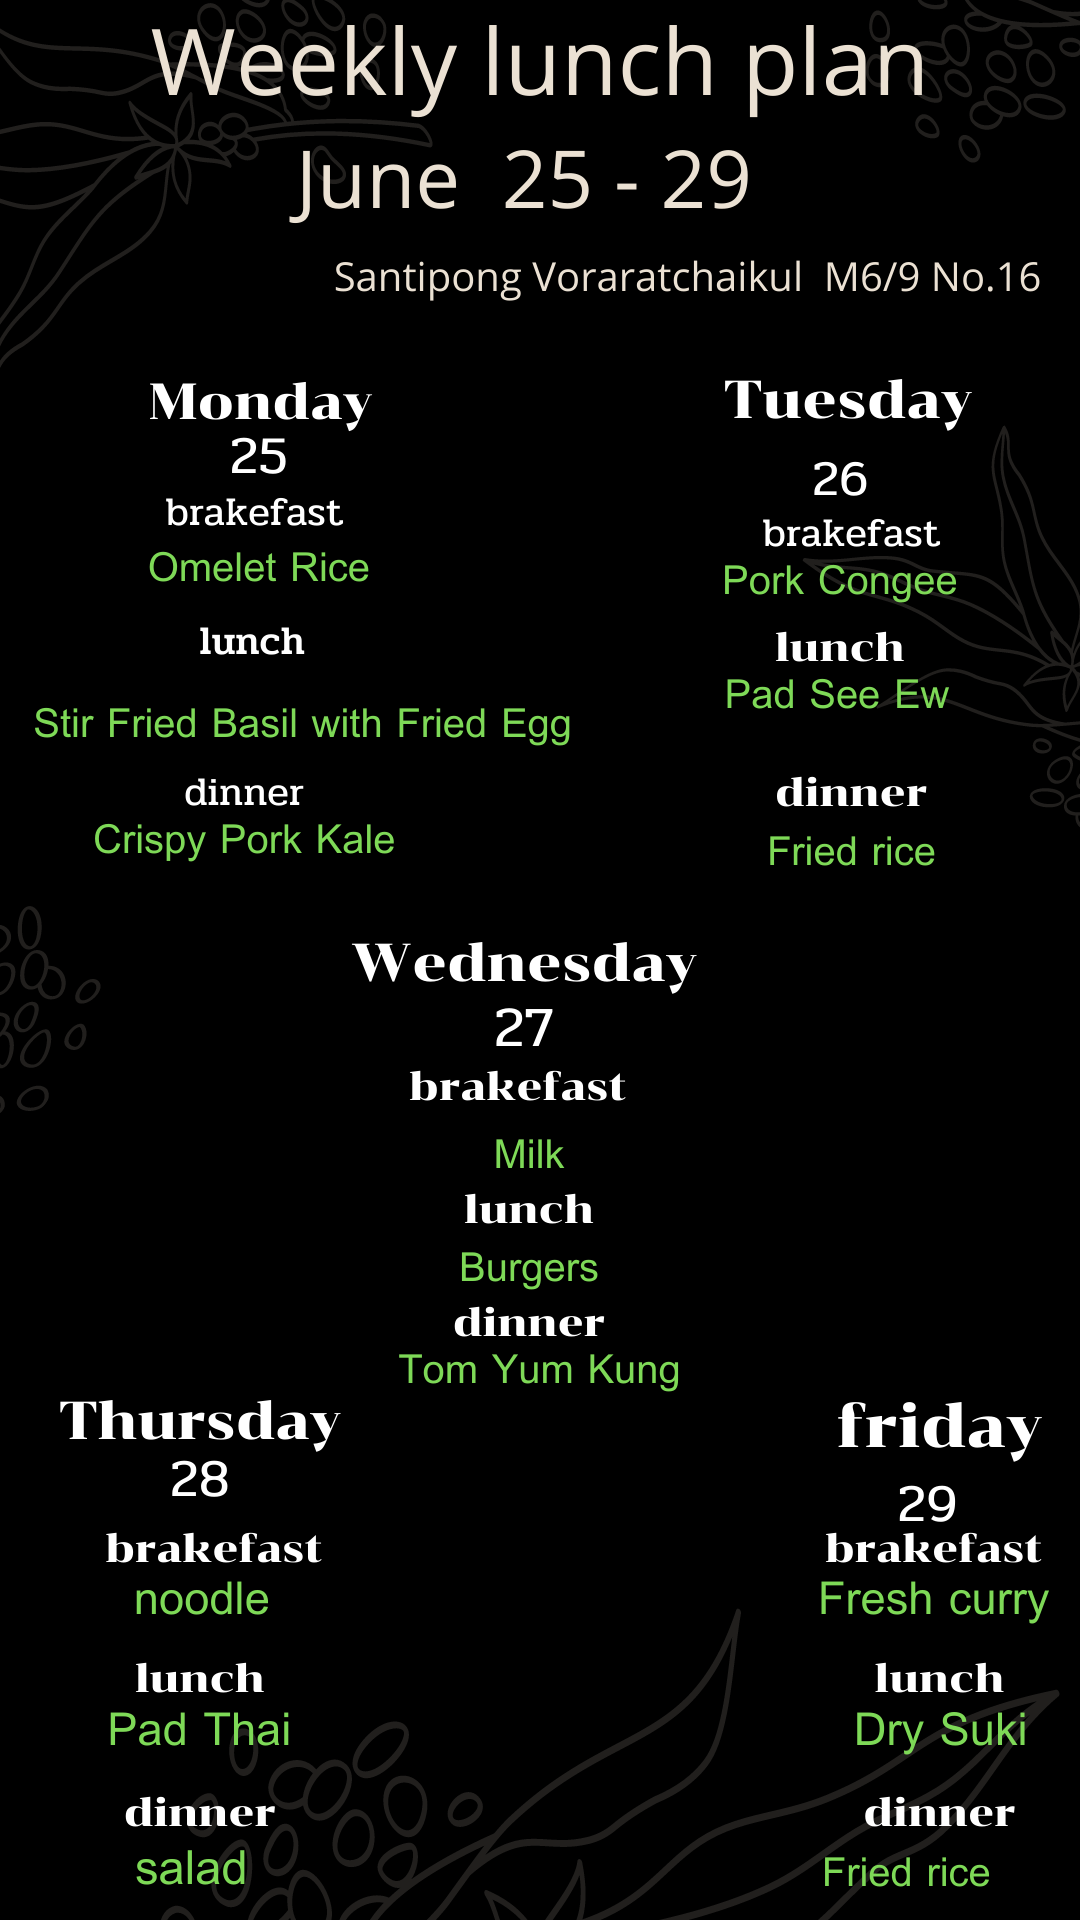 Weekly lunch plan
June 25 - 29
Santipong Voraratchaikul M6/9 No.16
Monday
25
brakefast
Omelet Rice
lunch
Stir Fried Basil with Fried Egg
dinner
Crispy Pork Kale
Tuesday
26
brakefast
Pork Congee
lunch
Pad See Ew
dinner
Fried rice
Wednesday
27
brakefast
Milk
lunch
Burgers
dinner
Tom Yum Kung
Thursday
28
brakefast
noodle
lunch
Pad Thai
dinner
salad
friday
29
brakefast
Fresh curry
lunch
Dry Suki
dinner
Fried rice